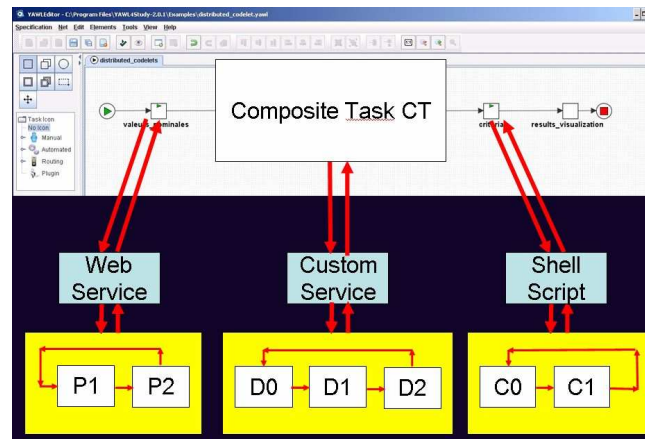 YAWLEditor - C:\Program Files\YAWL4Study-2.0.1\Examples\distributed_codelet.yawl
Specification Net Edit Elements Tools View Help
distributed_codelets
Task Icon
No Icon
Manual
Automated
Routing
Plugin
Composite Task CT
criteria
results_visualization
Web
Service
Custom
Service
Shell
Script
P1
P2
D0
D1
D2
C0
C1